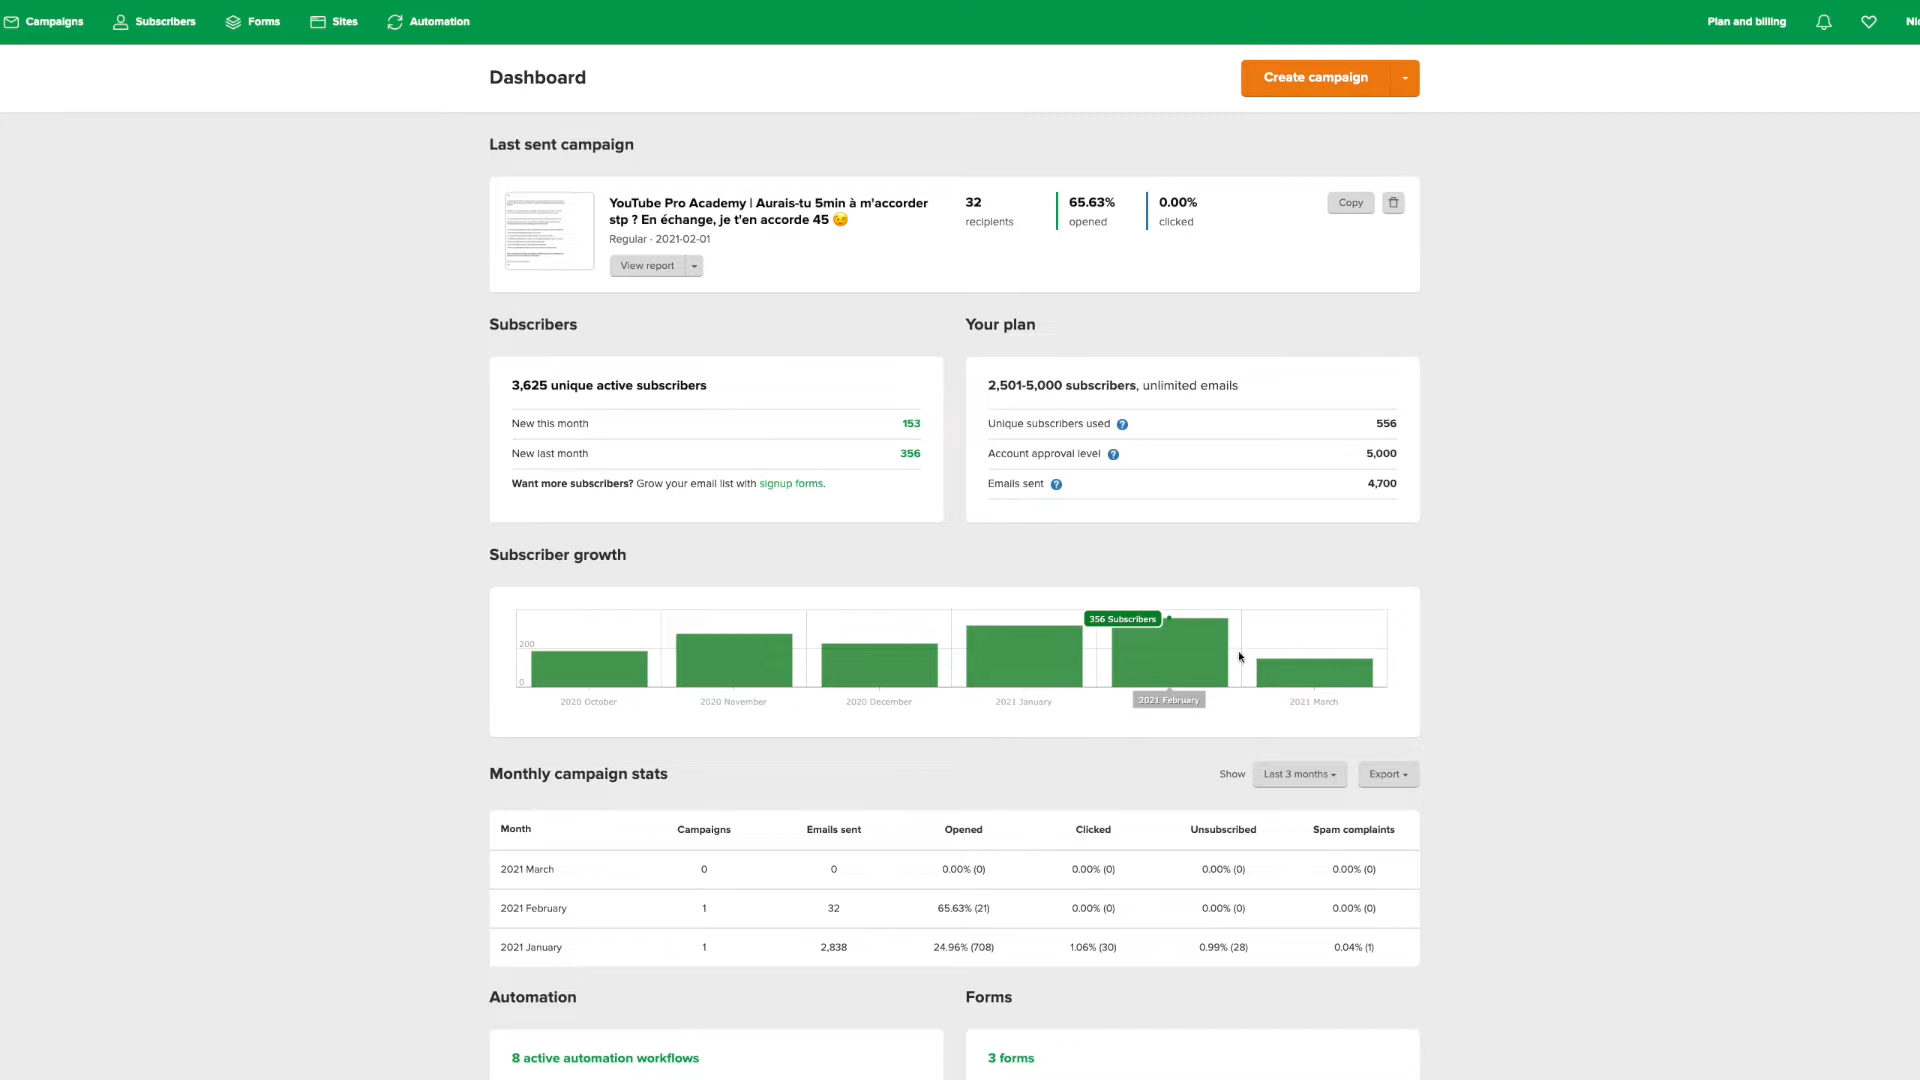 Campaigns
Subscribers
Forms
Sites
Automation
Plan and billing
Dashboard
Create campaign
Last sent campaign
YouTube Pro Academy | Aurais-tu 5min à m'accorder
stp ? En échange, je t'en accorde 45 😉
Regular · 2021-02-01
View report
32
recipients
65.63%
opened
0.00%
clicked
Copy
Subscribers
3,625 unique active subscribers
New this month 153
New last month 356
Want more subscribers? Grow your email list with signup forms.
Your plan
2,501-5,000 subscribers, unlimited emails
Unique subscribers used ? 556
Account approval level ? 5,000
Emails sent ? 4,700
Subscriber growth
356 Subscribers
200
0
2020 October
2020 November
2020 December
2021 January
2021 February
2021 March
Monthly campaign stats
Show
Last 3 months
Export
Month Campaigns Emails sent Opened Clicked Unsubscribed Spam complaints
2021 March 0 0 0.00% (0) 0.00% (0) 0.00% (0) 0.00% (0)
2021 February 1 32 65.63% (21) 0.00% (0) 0.00% (0) 0.00% (0)
2021 January 1 2,838 24.96% (708) 1.06% (30) 0.99% (28) 0.04% (1)
Automation
8 active automation workflows
Forms
3 forms